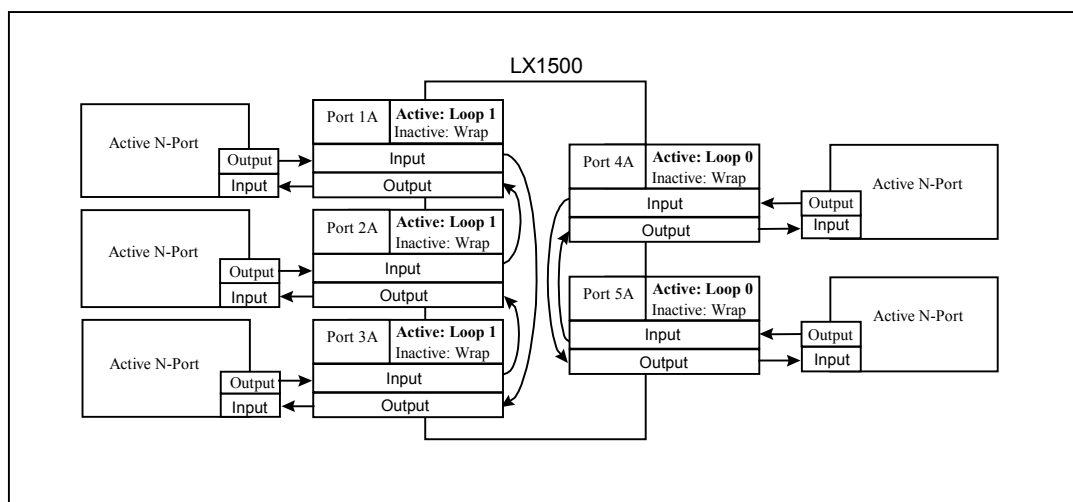 LX1500
Active N-Port
Output
Input
Port 1A
Active: Loop 1
Inactive: Wrap
Input
Output
Active N-Port
Output
Input
Port 2A
Active: Loop 1
Inactive: Wrap
Input
Output
Active N-Port
Output
Input
Port 3A
Active: Loop 1
Inactive: Wrap
Input
Output
Port 4A
Active: Loop 0
Inactive: Wrap
Input
Output
Output
Input
Active N-Port
Port 5A
Active: Loop 0
Inactive: Wrap
Input
Output
Output
Input
Active N-Port